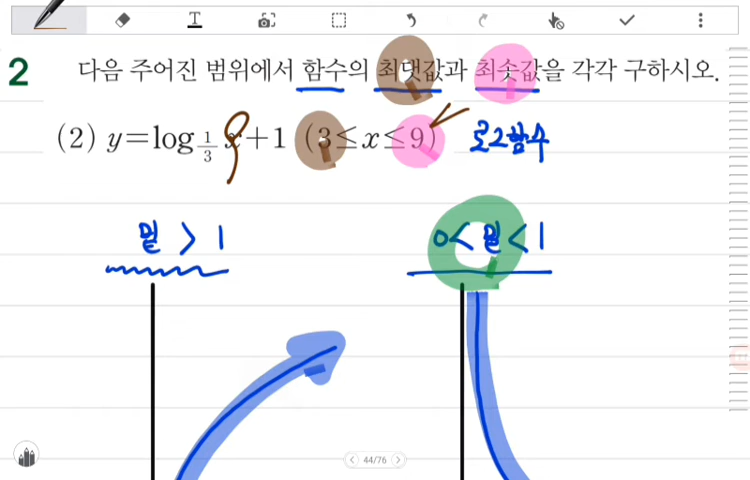 T
2 다음 주어진 범위에서 함수의 최댓값과 최솟값을 각각 구하시오.
(2) y=log_{1/3} x+1 (3≤x≤9) 로그함수
밑 > 1
0< 밑 < 1
44/76